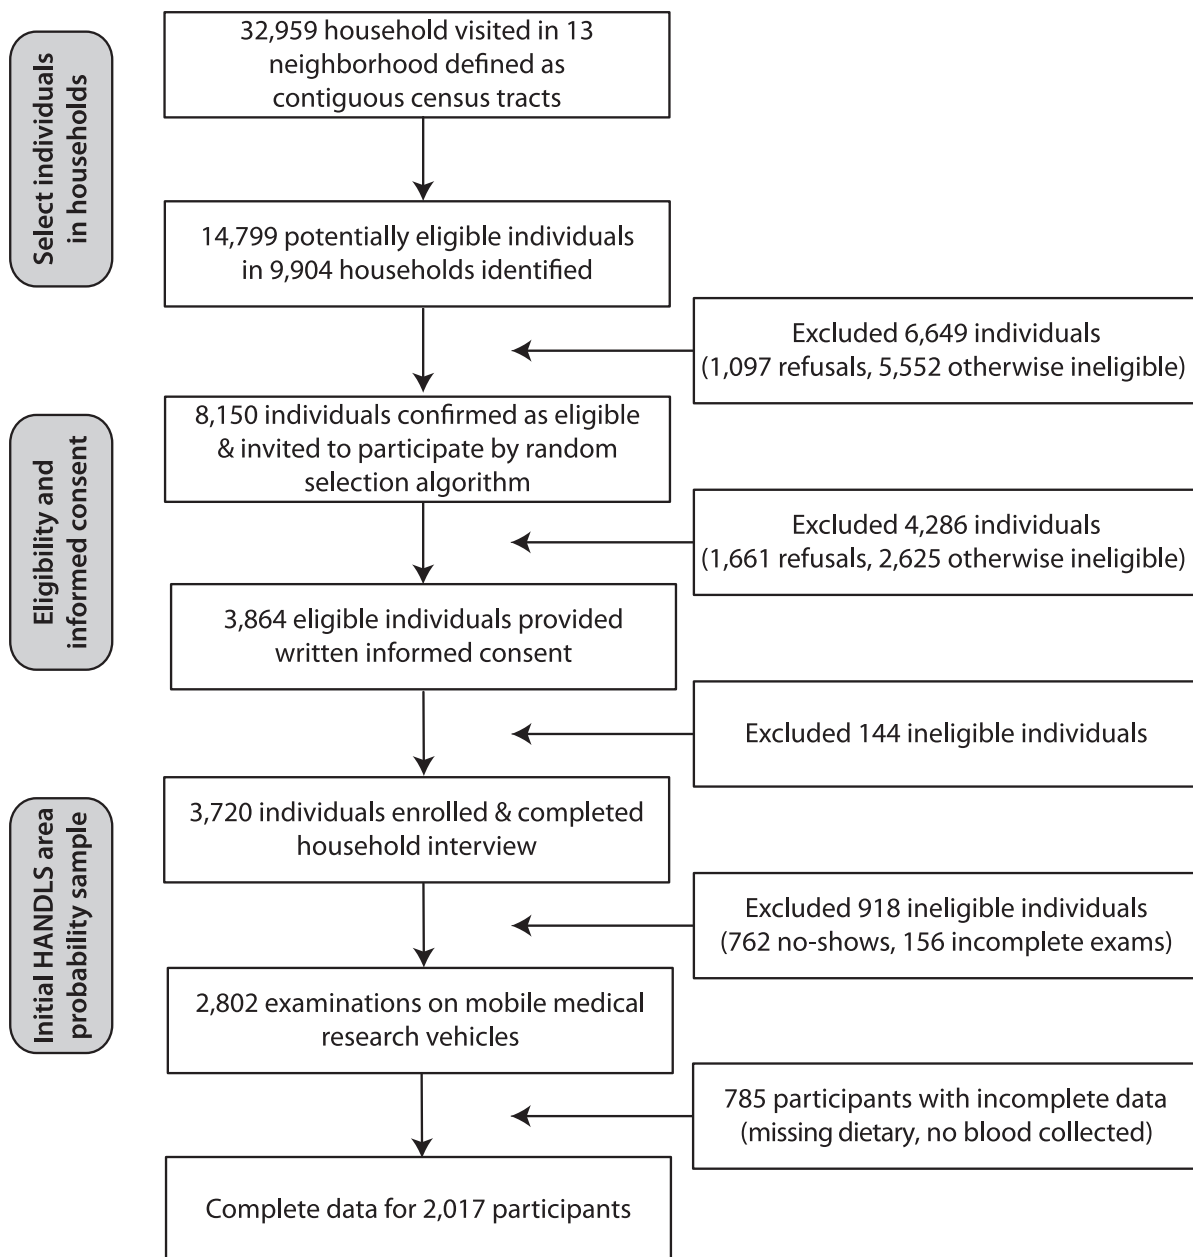 Select individuals
in households
32,959 household visited in 13
neighborhood defined as
contiguous census tracts
14,799 potentially eligible individuals
in 9,904 households identified
Excluded 6,649 individuals
(1,097 refusals, 5,552 otherwise ineligible)
Eligibility and
informed consent
8,150 individuals confirmed as eligible
& invited to participate by random
selection algorithm
Excluded 4,286 individuals
(1,661 refusals, 2,625 otherwise ineligible)
3,864 eligible individuals provided
written informed consent
Excluded 144 ineligible individuals
Initial HANDLS area
probability sample
3,720 individuals enrolled & completed
household interview
Excluded 918 ineligible individuals
(762 no-shows, 156 incomplete exams)
2,802 examinations on mobile medical
research vehicles
785 participants with incomplete data
(missing dietary, no blood collected)
Complete data for 2,017 participants